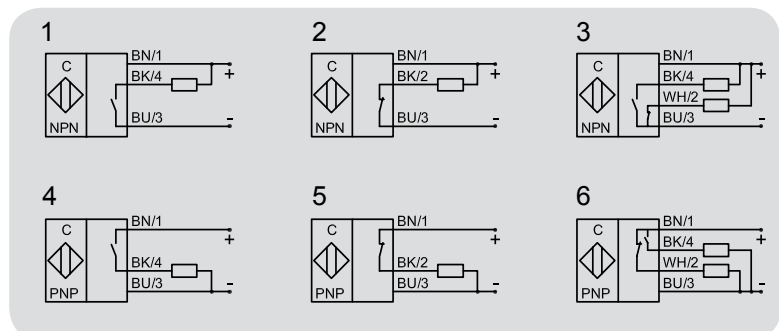 1
BN/1
C
BK/4
+
NPN
BU/3
-
2
BN/1
C
BK/2
+
NPN
BU/3
-
3
BN/1
C
BK/4
+
WH/2
NPN
BU/3
-
4
BN/1
C
+
BK/4
PNP
BU/3
-
5
BN/1
C
+
BK/2
PNP
BU/3
-
6
BN/1
C
+
BK/4
WH/2
PNP
BU/3
-